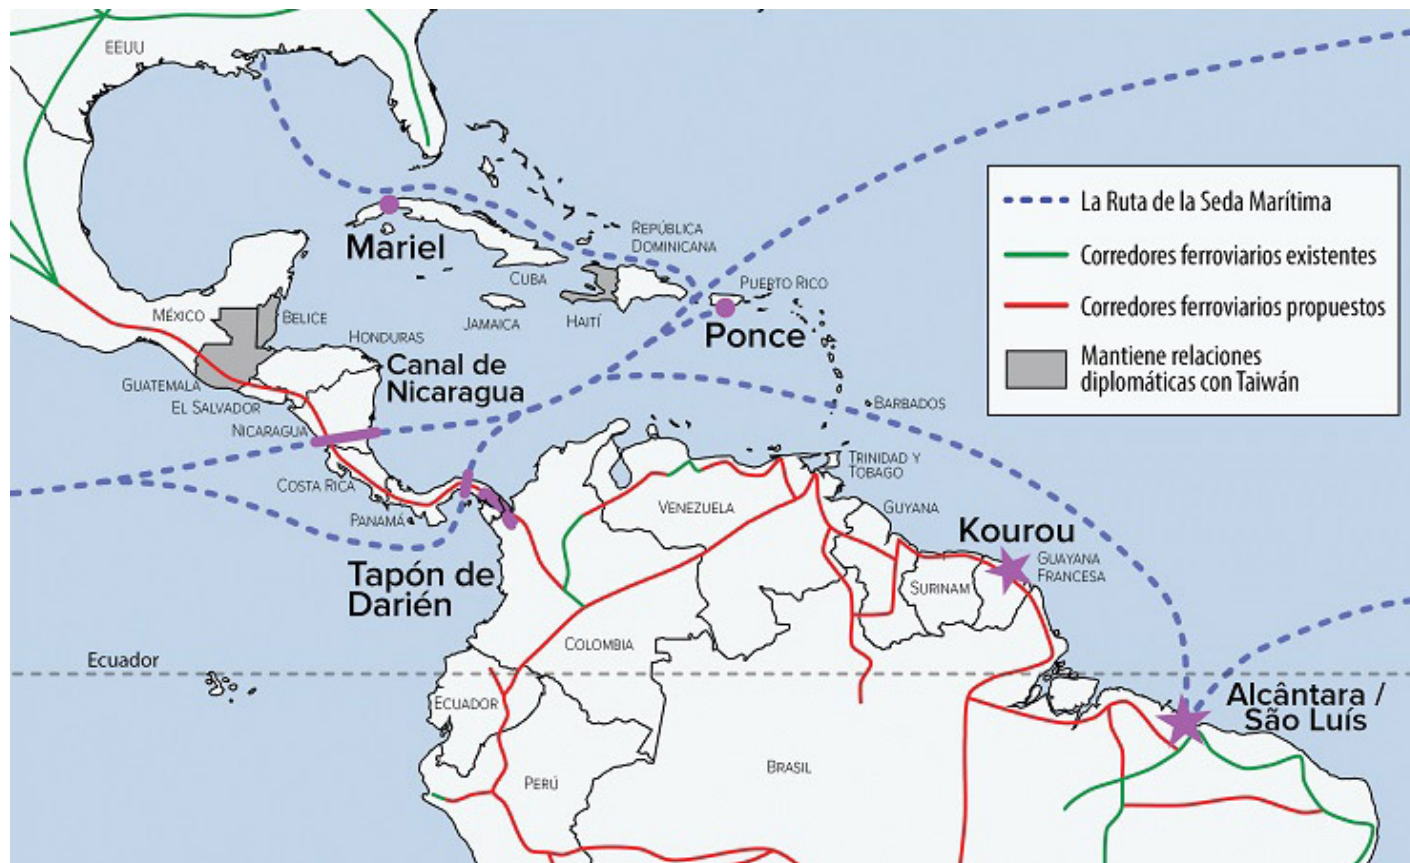 EEUU
La Ruta de la Seda Marítima
Corredores ferroviarios existentes
Corredores ferroviarios propuestos
Mantiene relaciones
diplomáticas con Taiwán
Mariel
REPÚBLICA
DOMINICANA
CUBA
PUERTO RICO
MÉXICO
BELICE
JAMAICA
HAITÍ
Ponce
HONDURAS
Canal de
Nicaragua
GUATEMALA
EL SALVADOR
NICARAGUA
BARBADOS
TRINIDAD Y
TOBAGO
COSTA RICA
PANAMÁ
VENEZUELA
GUYANA
Kourou
GUAYANA
FRANCESA
Tapón de
Darién
SURINAM
COLOMBIA
Ecuador
ECUADOR
Alcântara /
São Luís
PERÚ
BRASIL